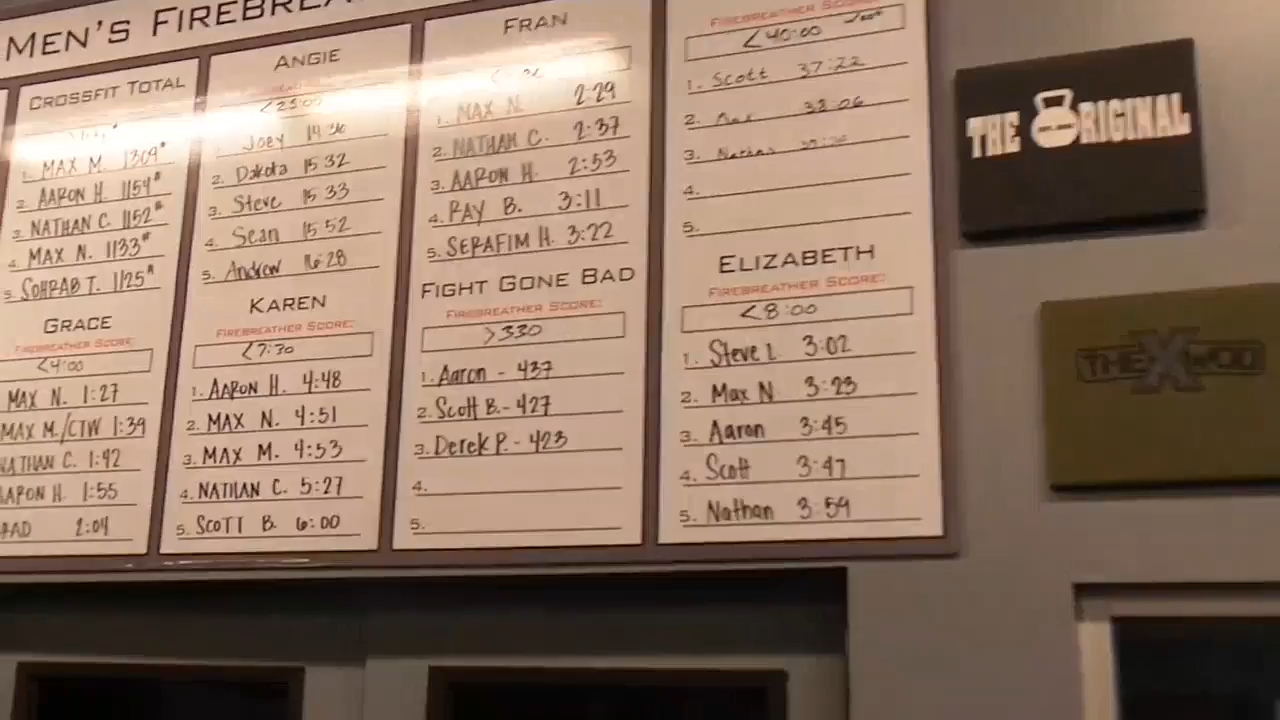 MEN'S FIREBREA
CROSSFIT TOTAL
1. MAX M. 1309#
2. AARON H. 1154#
3. NATHAN C. 1152#
4. MAX N. 1133#
5. SOHRAB T. 1125#
GRACE
FIREBREATHER SCORE:
<4:00
MAX N. 1:27
MAX M./CTW 1:39
NATHAN C. 1:42
AARON H. 1:55
2:04
ANGIE
<25:00
Joey
2. Dakota 15 32
3. Steve 15 33
4. Sean 15 52
5. Andrew 16:28
KAREN
FIREBREATHER SCORE:
<7:30
1. AARON H. 4:48
2. MAX N. 4:51
3. MAX M. 4:53
4. NATHAN C. 5:27
5. SCOTT B. 6:00
FRAN
1. MAX N. 2:29
2. NATHAN C. 2:37
3. AARON H. 2:53
4. RAY B. 3:11
5. SERAFIM H. 3:22
FIGHT GONE BAD
FIREBREATHER SCORE:
>330
1. Aaron - 437
2. Scott B. - 427
3. Derek P. - 423
4.
5.
FIREBREATHER SCORE:
<40:00
1. Scott 37:22
2. Max 38:06
3. Nathan
4.
5.
ELIZABETH
FIREBREATHER SCORE:
<8:00
1. Steve L 3:02
2. Max N. 3:23
3. Aaron 3:45
4. Scott 3:47
5. Nathan 3:59
THE ORIGINAL
THE X WOD